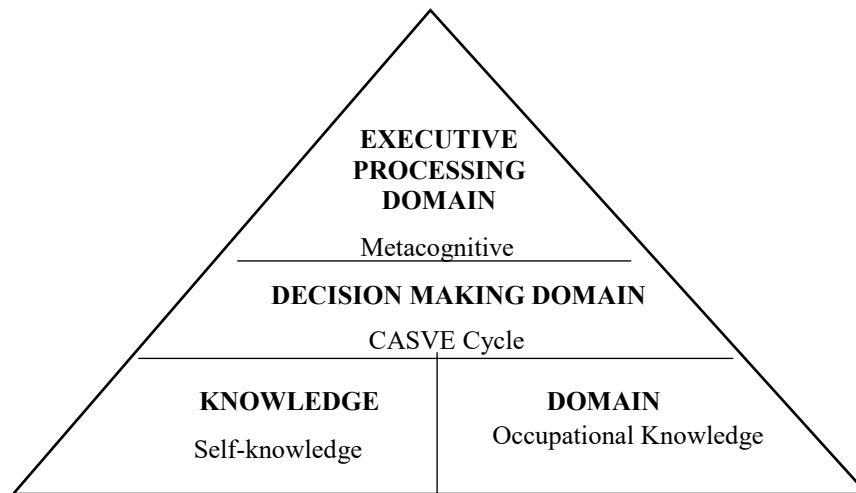 EXECUTIVE
PROCESSING
DOMAIN
Metacognitive
DECISION MAKING DOMAIN
CASVE Cycle
KNOWLEDGE DOMAIN
Self-knowledge Occupational Knowledge